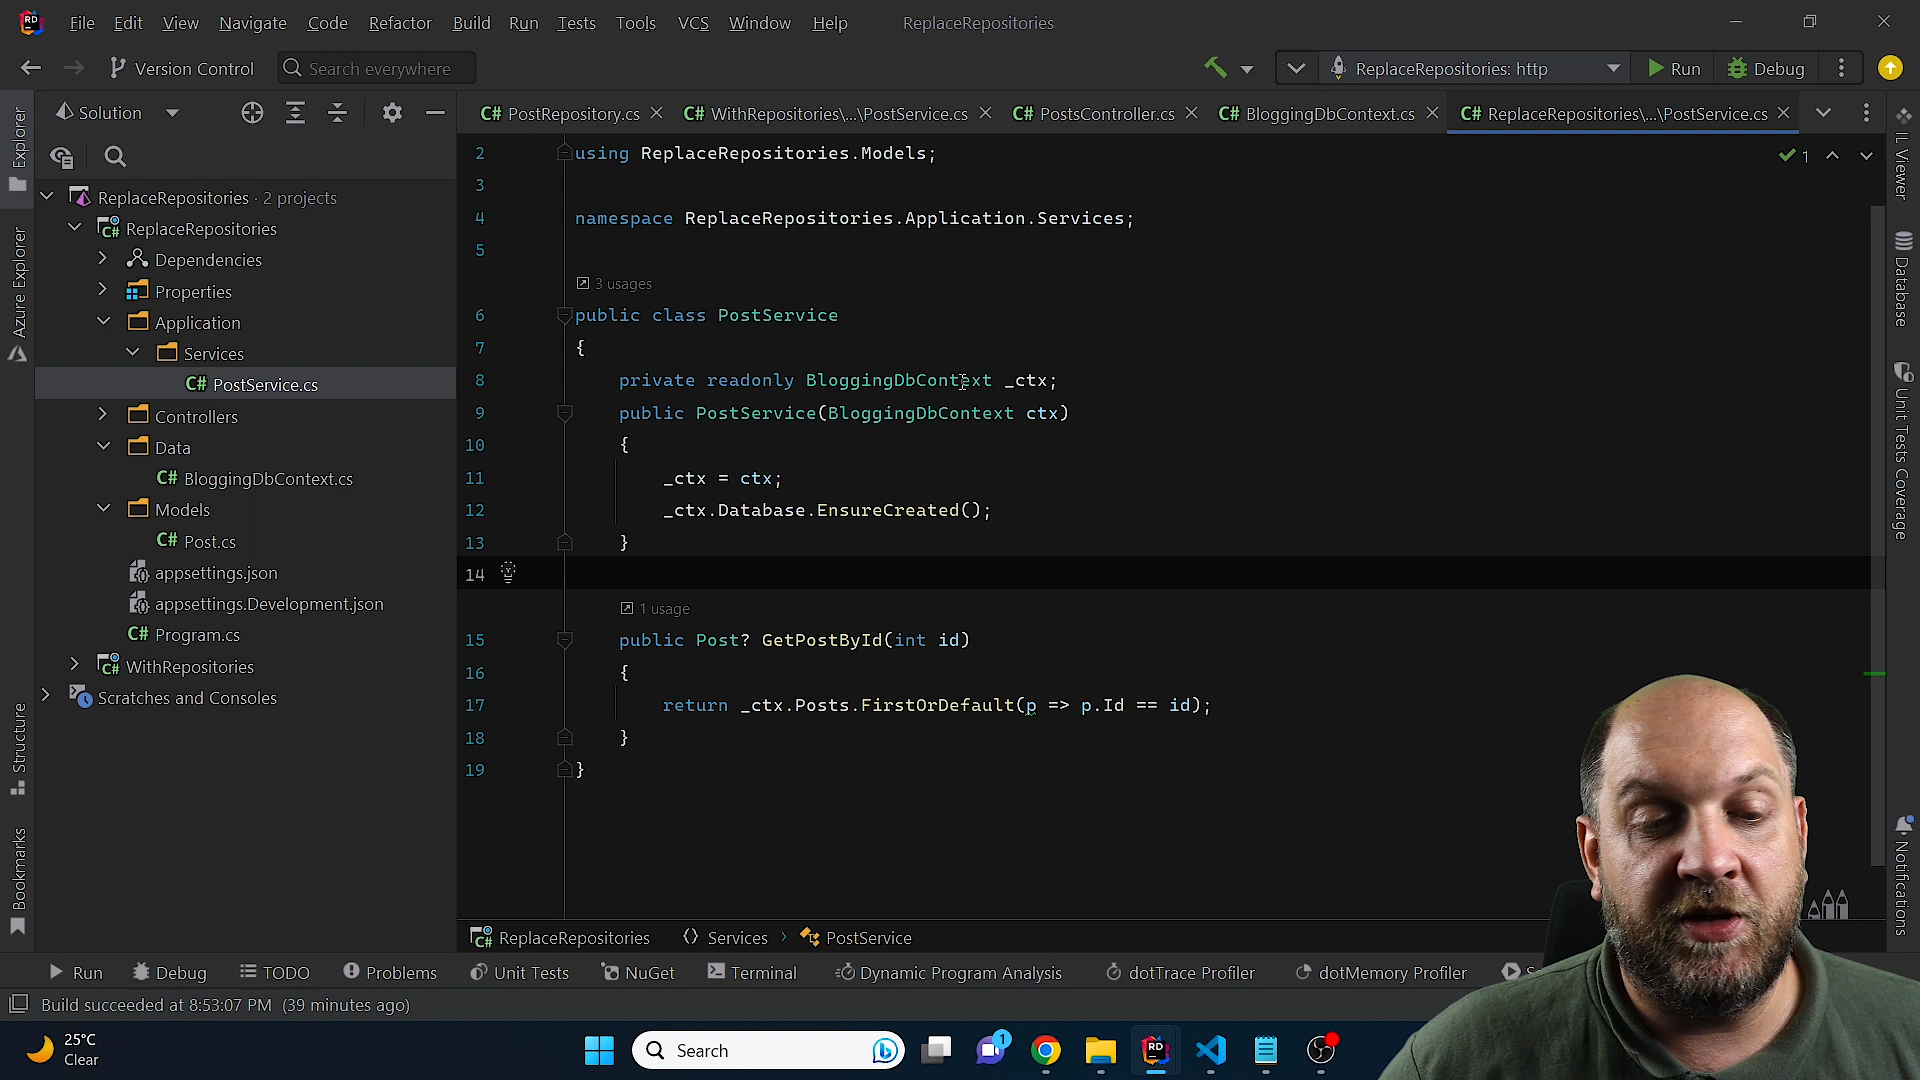 RD File Edit View Navigate Code Refactor Build Run Tests Tools VCS Window Help ReplaceRepositories
Version Control Search everywhere ReplaceRepositories: http Run Debug
Explorer
Azure Explorer
Structure
Bookmarks
Solution
ReplaceRepositories · 2 projects
C# ReplaceRepositories
Dependencies
Properties
Application
Services
C# PostService.cs
Controllers
Data
C# BloggingDbContext.cs
Models
C# Post.cs
appsettings.json
appsettings.Development.json
C# Program.cs
C# WithRepositories
Scratches and Consoles
C# PostRepository.cs C# WithRepositories\...\PostService.cs C# PostsController.cs C# BloggingDbContext.cs C# ReplaceRepositories\...\PostService.cs
1
2 using ReplaceRepositories.Models;
3
4 namespace ReplaceRepositories.Application.Services;
5
3 usages
6 public class PostService
7 {
8 private readonly BloggingDbContext _ctx;
9 public PostService(BloggingDbContext ctx)
10 {
11 _ctx = ctx;
12 _ctx.Database.EnsureCreated();
13 }
14
1 usage
15 public Post? GetPostById(int id)
16 {
17 return _ctx.Posts.FirstOrDefault(p => p.Id == id);
18 }
19 }
IL Viewer
Database
Unit Tests Coverage
Notifications
C# ReplaceRepositories Services PostService
Run Debug TODO Problems Unit Tests NuGet Terminal Dynamic Program Analysis dotTrace Profiler dotMemory Profiler
Build succeeded at 8:53:07 PM (39 minutes ago)
25°C
Clear
Search
1
RD